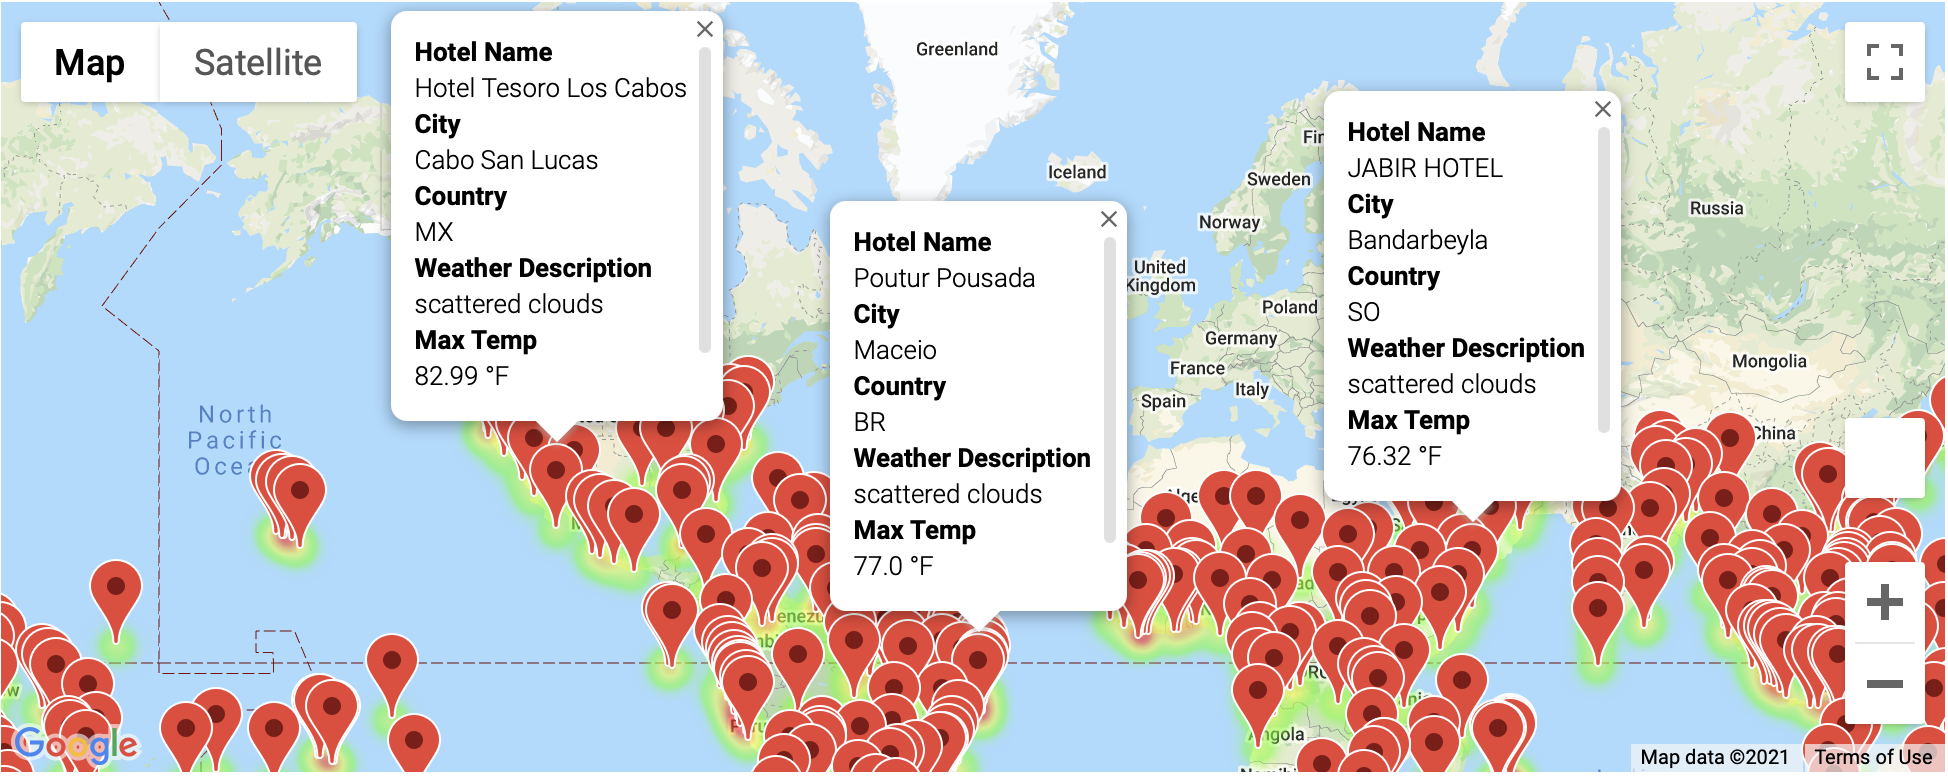 Map
Satellite
Hotel Name
Hotel Tesoro Los Cabos
City
Cabo San Lucas
Country
MX
Weather Description
scattered clouds
Max Temp
82.99 °F
Hotel Name
Poutur Pousada
City
Maceio
Country
BR
Weather Description
scattered clouds
Max Temp
77.0 °F
Hotel Name
JABIR HOTEL
City
Bandarbeyla
Country
SO
Weather Description
scattered clouds
Max Temp
76.32 °F
Greenland
Iceland
Sweden
Norway
Russia
United
Kingdom
Poland
Germany
France
Italy
Spain
Mongolia
China
North
Pacific
Angola
Google
Map data ©2021
Terms of Use